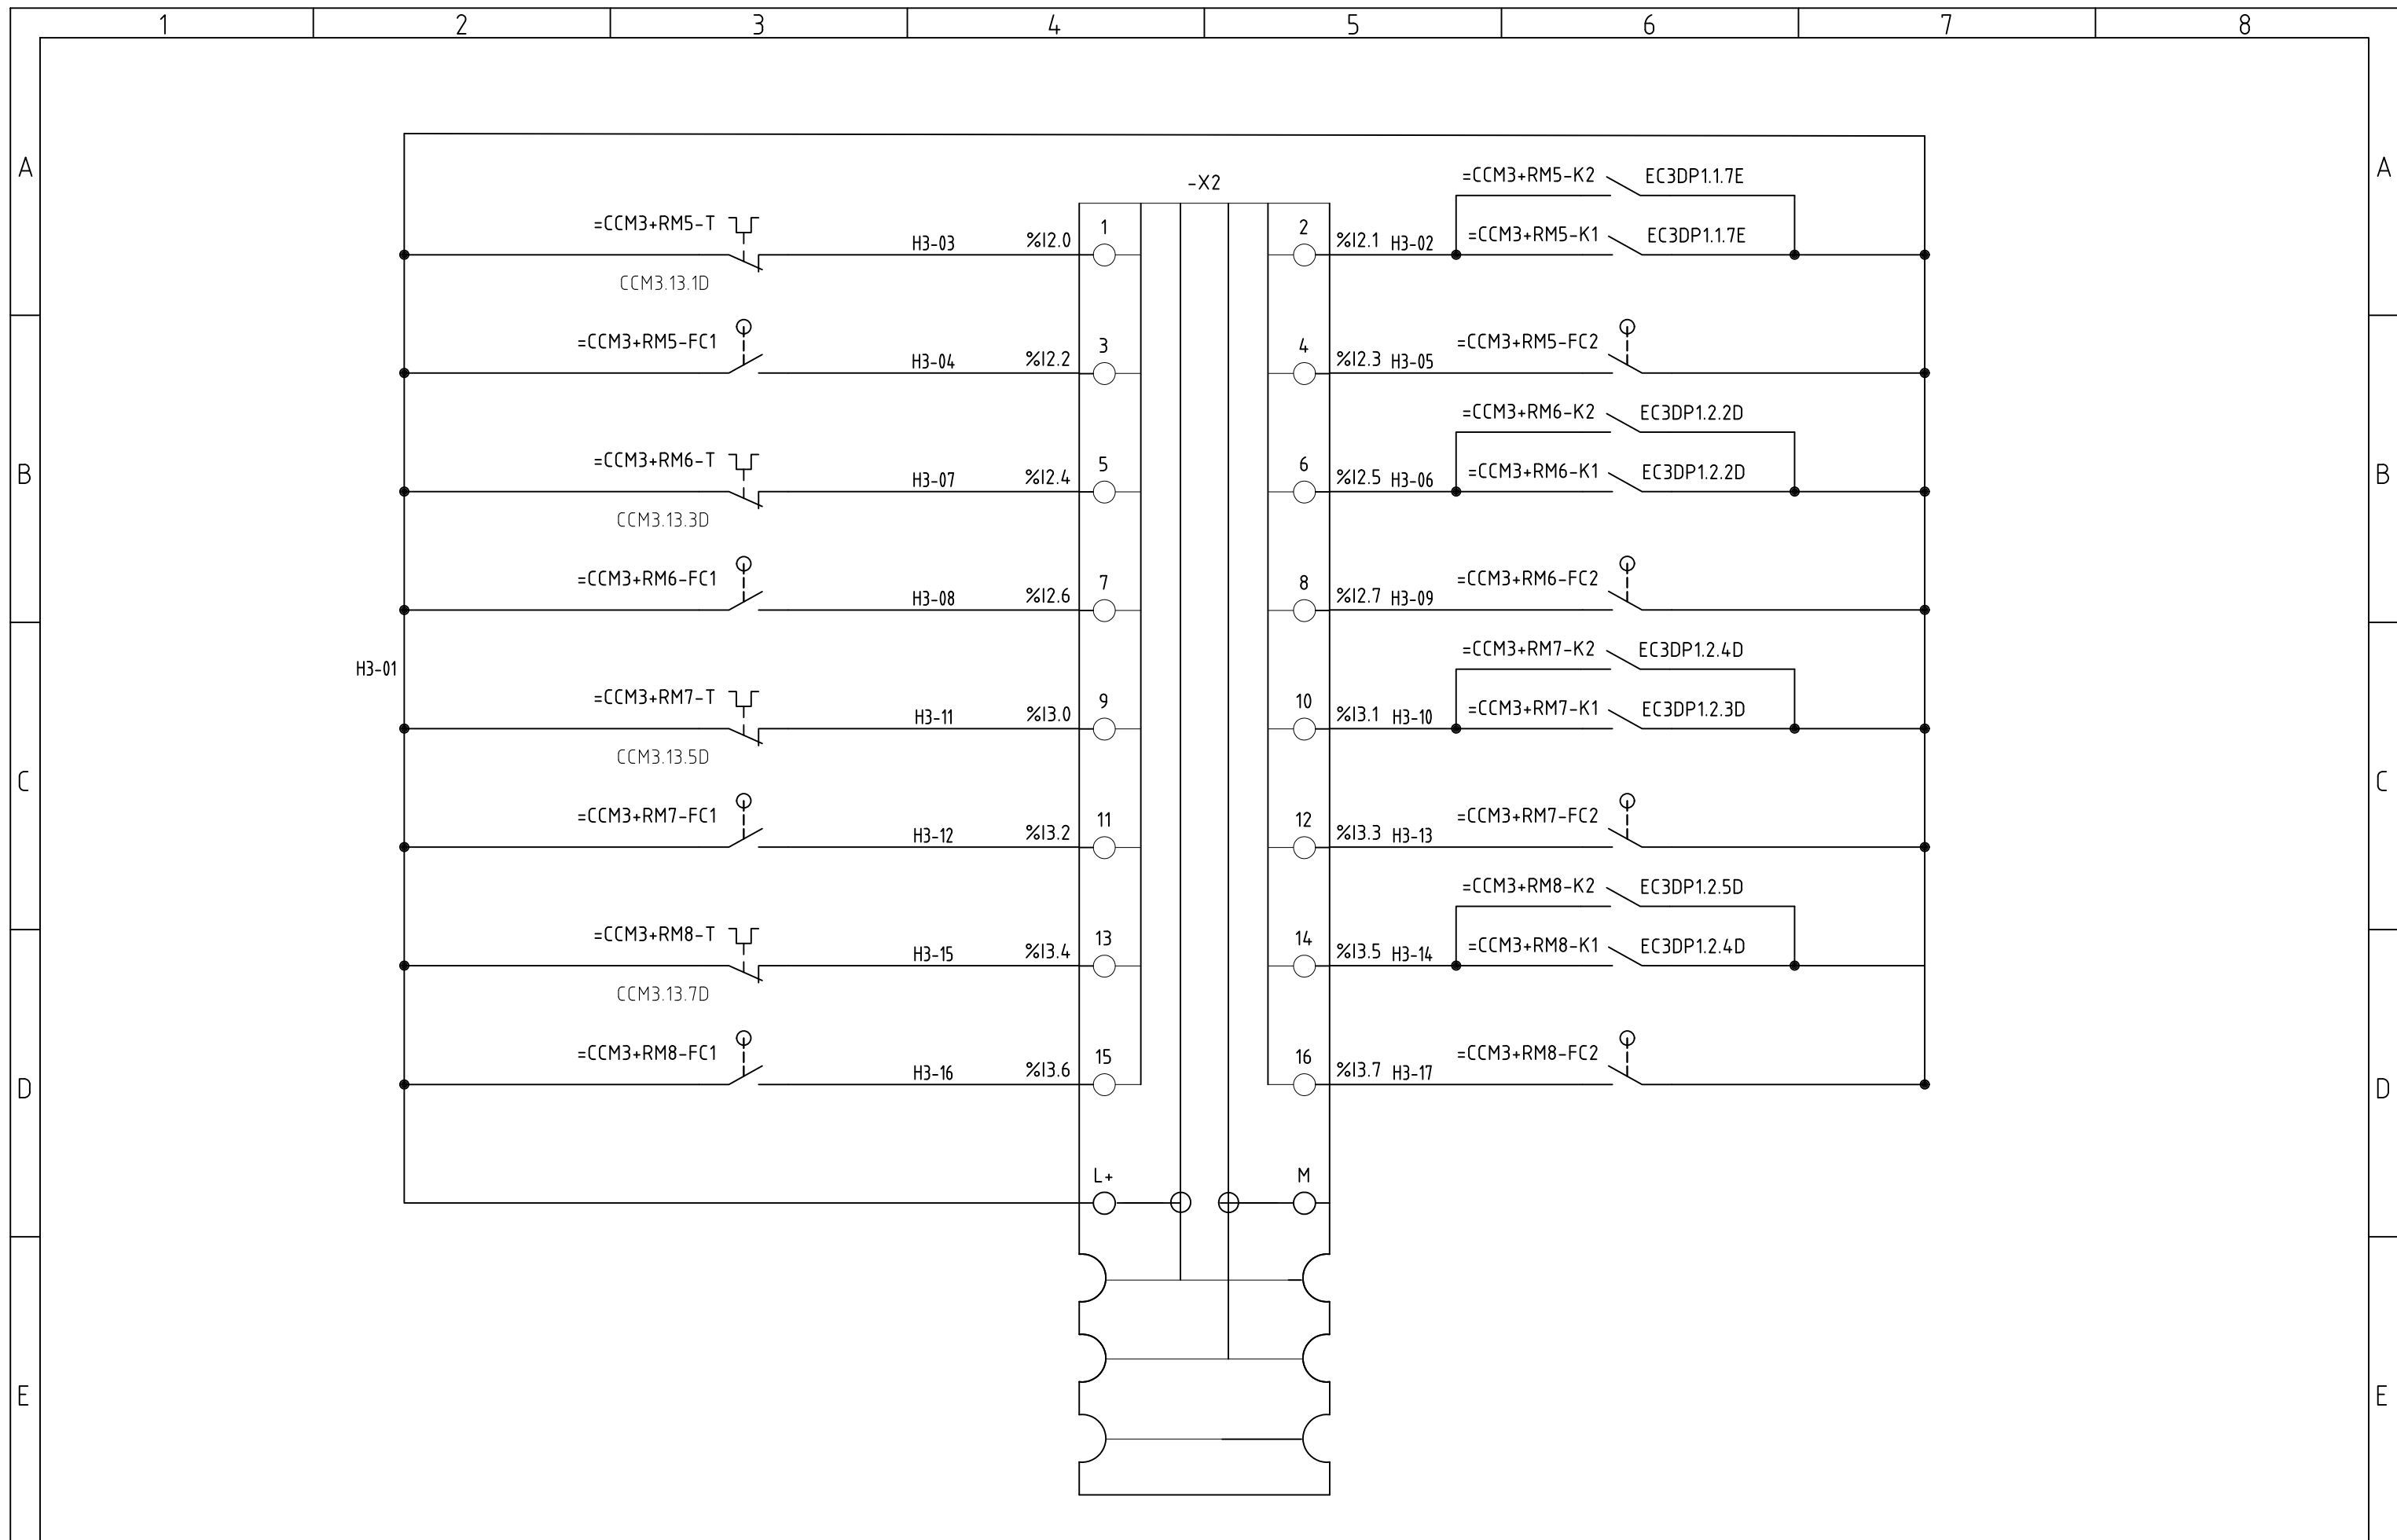 1 2 3 4 5 6 7 8
A A
-X2
=CCM3+RM5-K2 EC3DP1.1.7E
=CCM3+RM5-T H3-03 %I2.0 1 2 %I2.1 H3-02 =CCM3+RM5-K1 EC3DP1.1.7E
CCM3.13.1D
=CCM3+RM5-FC1 H3-04 %I2.2 3 4 %I2.3 H3-05 =CCM3+RM5-FC2
=CCM3+RM6-K2 EC3DP1.2.2D
B B
=CCM3+RM6-T H3-07 %I2.4 5 6 %I2.5 H3-06 =CCM3+RM6-K1 EC3DP1.2.2D
CCM3.13.3D
=CCM3+RM6-FC1 H3-08 %I2.6 7 8 %I2.7 H3-09 =CCM3+RM6-FC2
H3-01
=CCM3+RM7-K2 EC3DP1.2.4D
=CCM3+RM7-T H3-11 %I3.0 9 10 %I3.1 H3-10 =CCM3+RM7-K1 EC3DP1.2.3D
CCM3.13.5D
C C
=CCM3+RM7-FC1 H3-12 %I3.2 11 12 %I3.3 H3-13 =CCM3+RM7-FC2
=CCM3+RM8-K2 EC3DP1.2.5D
=CCM3+RM8-T H3-15 %I3.4 13 14 %I3.5 H3-14 =CCM3+RM8-K1 EC3DP1.2.4D
CCM3.13.7D
=CCM3+RM8-FC1 H3-16 %I3.6 15 16 %I3.7 H3-17 =CCM3+RM8-FC2
D D
L+ M
E E